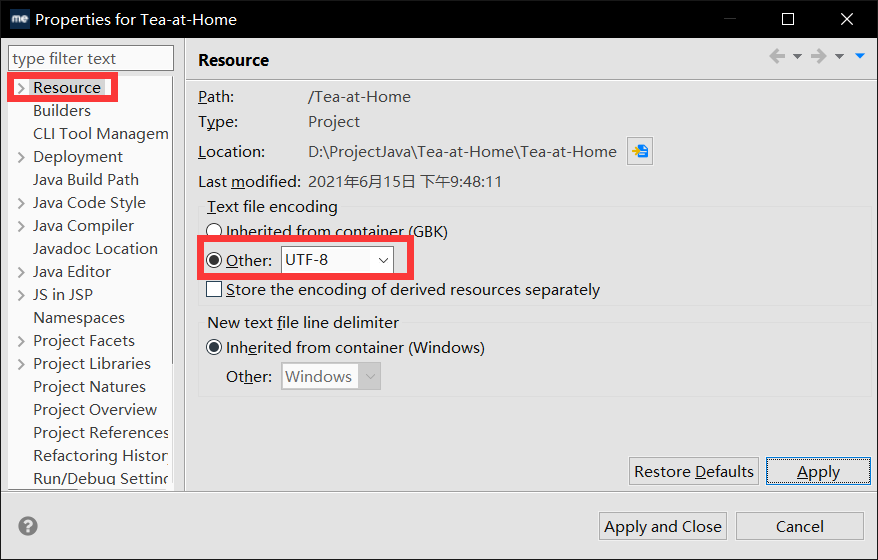 me Properties for Tea-at-Home
type filter text
Resource
Builders
CLI Tool Managem
Deployment
Java Build Path
Java Code Style
Java Compiler
Javadoc Location
Java Editor
JS in JSP
Namespaces
Project Facets
Project Libraries
Project Natures
Project Overview
Project References
Refactoring Histor
Run/Debug Setting
Resource
Path: /Tea-at-Home
Type: Project
Location: D:\ProjectJava\Tea-at-Home\Tea-at-Home
Last modified: 2021年6月15日 下午9:48:11
Text file encoding
Inherited from container (GBK)
Other: UTF-8
Store the encoding of derived resources separately
New text file line delimiter
Inherited from container (Windows)
Other: Windows
Restore Defaults Apply
? Apply and Close Cancel